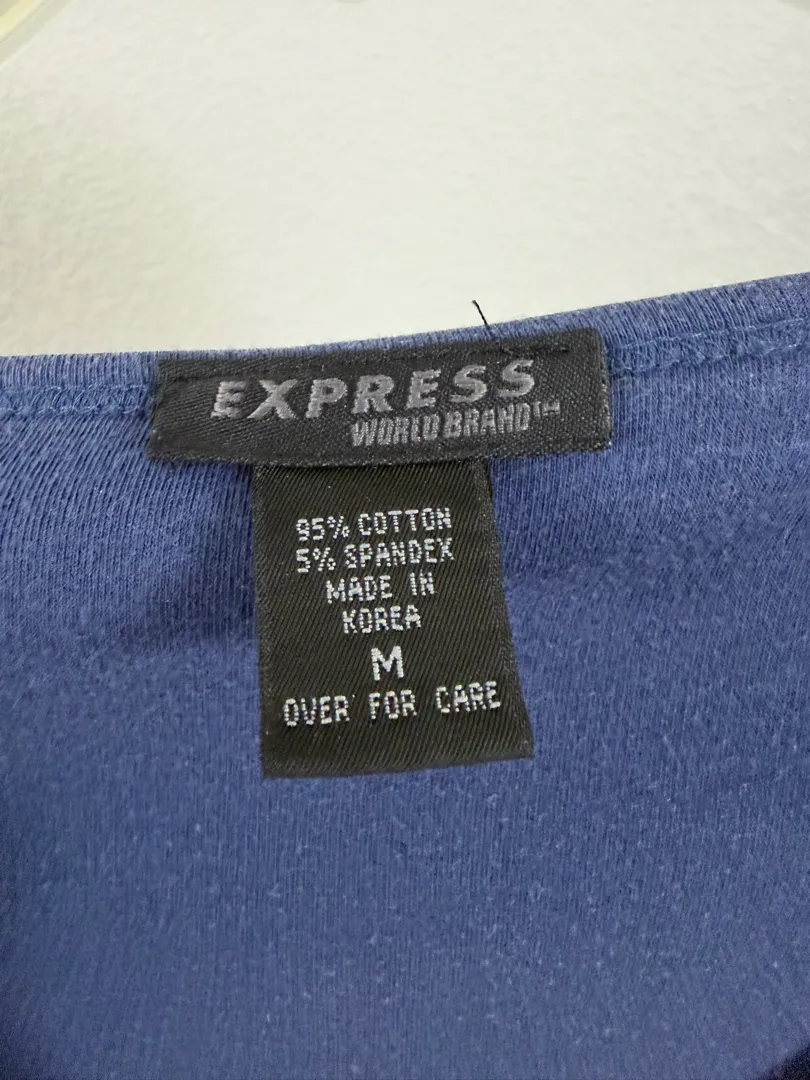 EXPRESS
WORLD BRAND™
95% COTTON
5% SPANDEX
MADE IN
KOREA
M
OVER FOR CARE